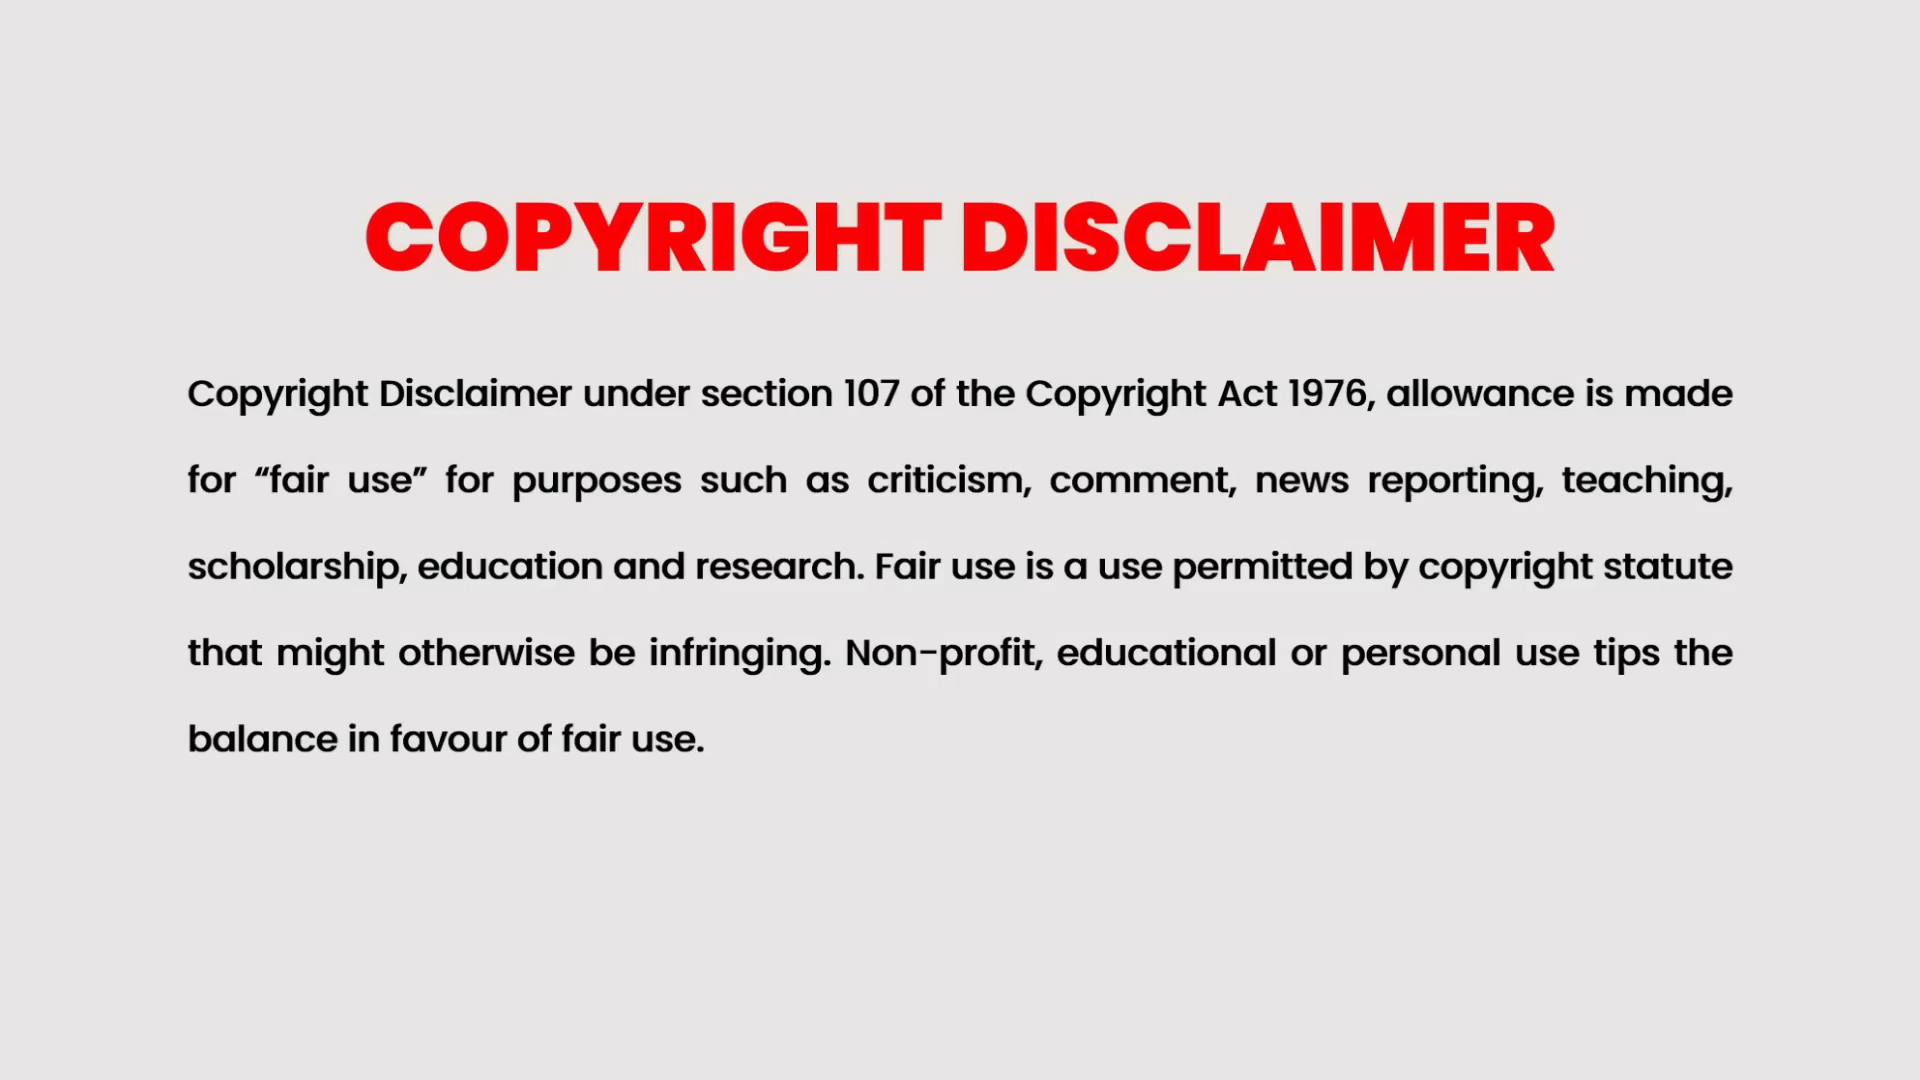 COPYRIGHT DISCLAIMER
Copyright Disclaimer under section 107 of the Copyright Act 1976, allowance is made
for “fair use” for purposes such as criticism, comment, news reporting, teaching,
scholarship, education and research. Fair use is a use permitted by copyright statute
that might otherwise be infringing. Non-profit, educational or personal use tips the
balance in favour of fair use.